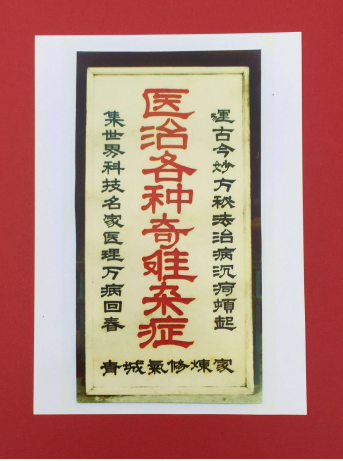 運古今妙方秘法治病沉疴頓起
医治各种奇难杂症
集世界科技名家医理万病回春
青城氣修煉家